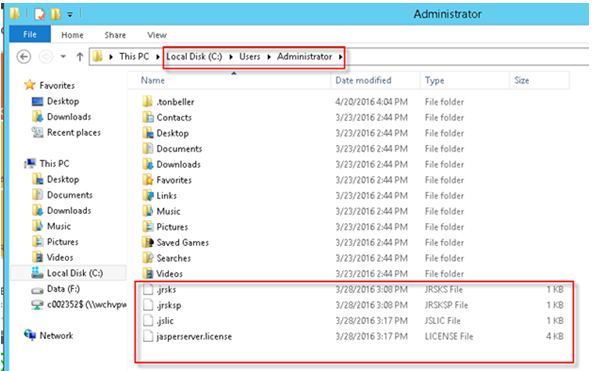 Administrator
File Home Share View
This PC Local Disk (C:) Users Administrator
Name Date modified Type Size
Favorites
Desktop
Downloads
Recent places
This PC
Desktop
Documents
Downloads
Music
Pictures
Videos
Local Disk (C:)
Data (F:)
c002352$ (\\wchvpw
Network
.tonbeller 4/20/2016 4:04 PM File folder
Contacts 3/23/2016 2:44 PM File folder
Desktop 3/23/2016 2:44 PM File folder
Documents 3/23/2016 2:44 PM File folder
Downloads 3/23/2016 2:44 PM File folder
Favorites 3/23/2016 2:44 PM File folder
Links 3/23/2016 2:44 PM File folder
Music 3/23/2016 2:44 PM File folder
Pictures 3/23/2016 2:44 PM File folder
Saved Games 3/23/2016 2:44 PM File folder
Searches 3/23/2016 2:44 PM File folder
Videos 3/23/2016 2:44 PM File folder
.jrsks 3/28/2016 3:08 PM JRSKS File 1 KB
.jrsksp 3/28/2016 3:08 PM JRSKSP File 1 KB
.jslic 3/28/2016 3:17 PM JSLIC File 1 KB
jasperserver.license 3/28/2016 3:17 PM LICENSE File 4 KB